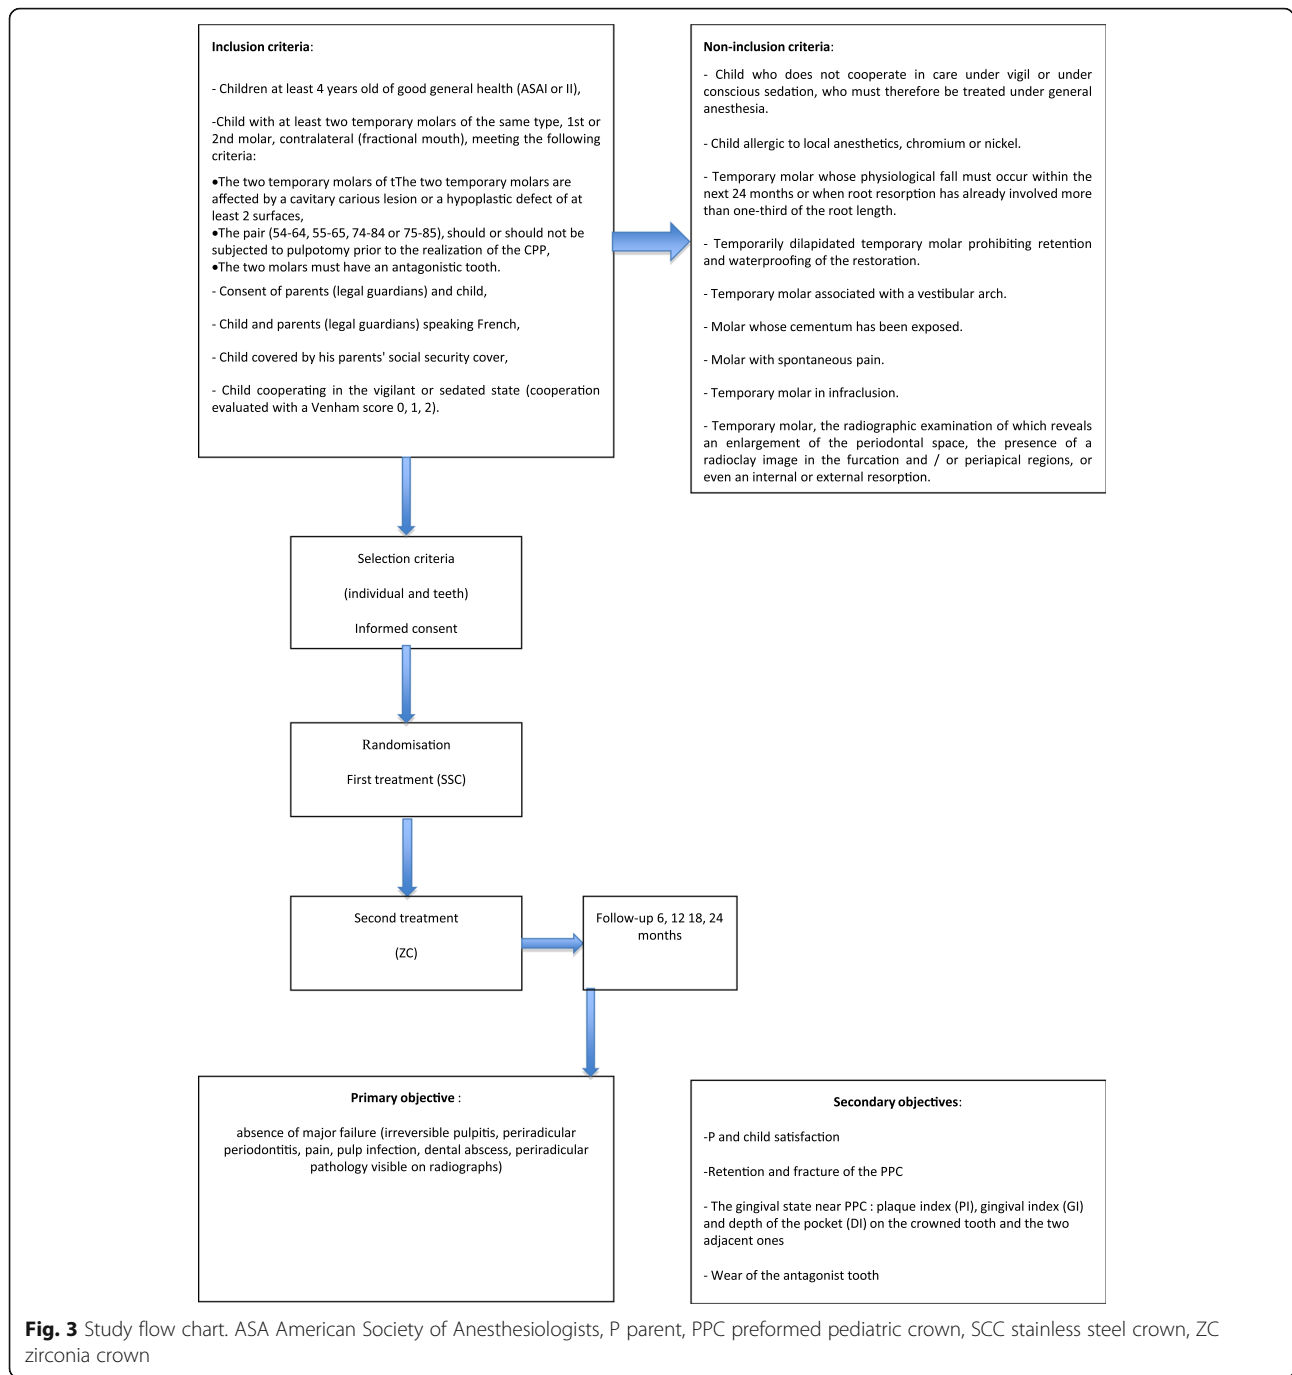 Inclusion criteria:
- Children at least 4 years old of good general health (ASAI or II),
-Child with at least two temporary molars of the same type, 1st or
2nd molar, contralateral (fractional mouth), meeting the following
criteria:
•The two temporary molars of tThe two temporary molars are
affected by a cavitary carious lesion or a hypoplastic defect of at
least 2 surfaces,
•The pair (54-64, 55-65, 74-84 or 75-85), should or should not be
subjected to pulpotomy prior to the realization of the CPP,
•The two molars must have an antagonistic tooth.
- Consent of parents (legal guardians) and child,
- Child and parents (legal guardians) speaking French,
- Child covered by his parents' social security cover,
- Child cooperating in the vigilant or sedated state (cooperation
evaluated with a Venham score 0, 1, 2).
Non-inclusion criteria:
- Child who does not cooperate in care under vigil or under
conscious sedation, who must therefore be treated under general
anesthesia.
- Child allergic to local anesthetics, chromium or nickel.
- Temporary molar whose physiological fall must occur within the
next 24 months or when root resorption has already involved more
than one-third of the root length.
- Temporarily dilapidated temporary molar prohibiting retention
and waterproofing of the restoration.
- Temporary molar associated with a vestibular arch.
- Molar whose cementum has been exposed.
- Molar with spontaneous pain.
- Temporary molar in infraclusion.
- Temporary molar, the radiographic examination of which reveals
an enlargement of the periodontal space, the presence of a
radioclay image in the furcation and / or periapical regions, or
even an internal or external resorption.
Selection criteria
(individual and teeth)
Informed consent
Randomisation
First treatment (SSC)
Second treatment
(ZC)
Follow-up 6, 12 18, 24
months
Primary objective :
absence of major failure (irreversible pulpitis, periradicular
periodontitis, pain, pulp infection, dental abscess, periradicular
pathology visible on radiographs)
Secondary objectives:
-P and child satisfaction
-Retention and fracture of the PPC
- The gingival state near PPC : plaque index (PI), gingival index (GI)
and depth of the pocket (DI) on the crowned tooth and the two
adjacent ones
- Wear of the antagonist tooth
Fig. 3 Study flow chart. ASA American Society of Anesthesiologists, P parent, PPC preformed pediatric crown, SCC stainless steel crown, ZC
zirconia crown